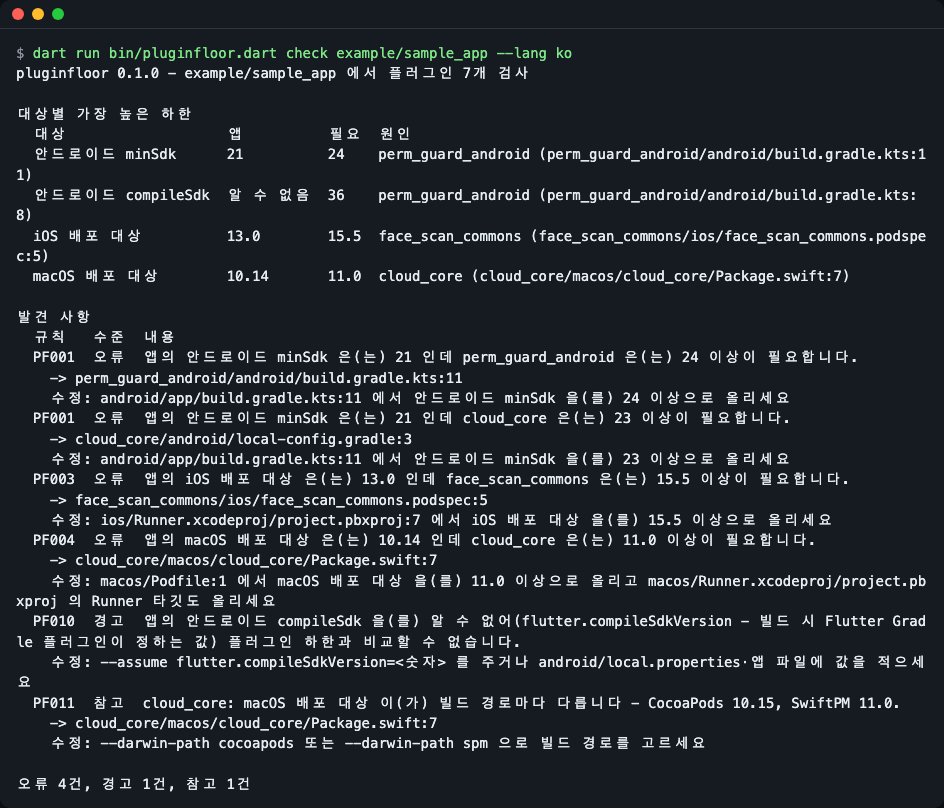 $ dart run bin/pluginfloor.dart check example/sample_app --lang ko
pluginfloor 0.1.0 - example/sample_app 에서 플러그인 7개 검사
대상별 가장 높은 하한
대상 앱 필요 원인
안드로이드 minSdk 21 24 perm_guard_android (perm_guard_android/android/build.gradle.kts:1
1)
안드로이드 compileSdk 알 수 없음 36 perm_guard_android (perm_guard_android/android/build.gradle.kts:
8)
iOS 배포 대상 13.0 15.5 face_scan_commons (face_scan_commons/ios/face_scan_commons.podspe
c:5)
macOS 배포 대상 10.14 11.0 cloud_core (cloud_core/macos/cloud_core/Package.swift:7)
발견 사항
규칙 수준 내용
PF001 오류 앱의 안드로이드 minSdk 은(는) 21 인데 perm_guard_android 은(는) 24 이상이 필요합니다.
-> perm_guard_android/android/build.gradle.kts:11
수정: android/app/build.gradle.kts:11 에서 안드로이드 minSdk 을(를) 24 이상으로 올리세요
PF001 오류 앱의 안드로이드 minSdk 은(는) 21 인데 cloud_core 은(는) 23 이상이 필요합니다.
-> cloud_core/android/local-config.gradle:3
수정: android/app/build.gradle.kts:11 에서 안드로이드 minSdk 을(를) 23 이상으로 올리세요
PF003 오류 앱의 iOS 배포 대상 은(는) 13.0 인데 face_scan_commons 은(는) 15.5 이상이 필요합니다.
-> face_scan_commons/ios/face_scan_commons.podspec:5
수정: ios/Runner.xcodeproj/project.pbxproj:7 에서 iOS 배포 대상 을(를) 15.5 이상으로 올리세요
PF004 오류 앱의 macOS 배포 대상 은(는) 10.14 인데 cloud_core 은(는) 11.0 이상이 필요합니다.
-> cloud_core/macos/cloud_core/Package.swift:7
수정: macos/Podfile:1 에서 macOS 배포 대상 을(를) 11.0 이상으로 올리고 macos/Runner.xcodeproj/project.pb
xproj 의 Runner 타깃도 올리세요
PF010 경고 앱의 안드로이드 compileSdk 을(를) 알 수 없어(flutter.compileSdkVersion - 빌드 시 Flutter Grad
le 플러그인이 정하는 값) 플러그인 하한과 비교할 수 없습니다.
수정: --assume flutter.compileSdkVersion=<숫자> 를 주거나 android/local.properties·앱 파일에 값을 적으세
요
PF011 참고 cloud_core: macOS 배포 대상 이(가) 빌드 경로마다 다릅니다 - CocoaPods 10.15, SwiftPM 11.0.
-> cloud_core/macos/cloud_core/Package.swift:7
수정: --darwin-path cocoapods 또는 --darwin-path spm 으로 빌드 경로를 고르세요
오류 4건, 경고 1건, 참고 1건